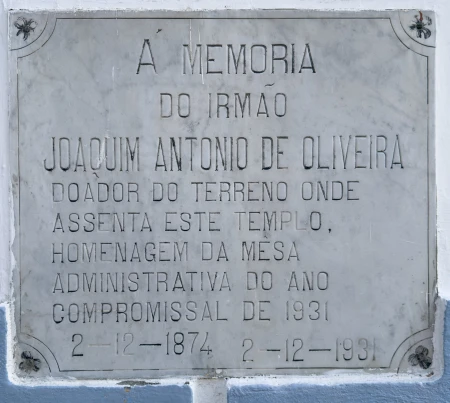 Á MEMORIA
DO IRMÃO
JOAQUIM ANTONIO DE OLIVEIRA
DOADOR DO TERRENO ONDE
ASSENTA ESTE TEMPLO,
HOMENAGEM DA MESA
ADMINISTRATIVA DO ANO
COMPROMISSAL DE 1931
2-12-1874 2-12-1931